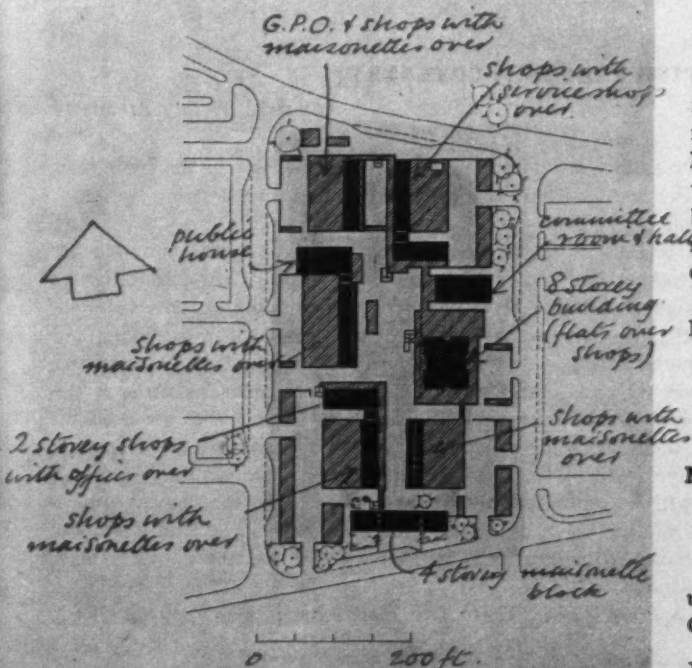 G.P.O. & shops with
maisonettes over
shops with
service shops
over
public
house
committee
room & hall
8 storey
building
(flats over
shops)
shops with
maisonettes over
2 storey shops
with offices over
shops with
maisonettes
over
shops with
maisonettes over
4 storey maisonette
block
0 200 ft.